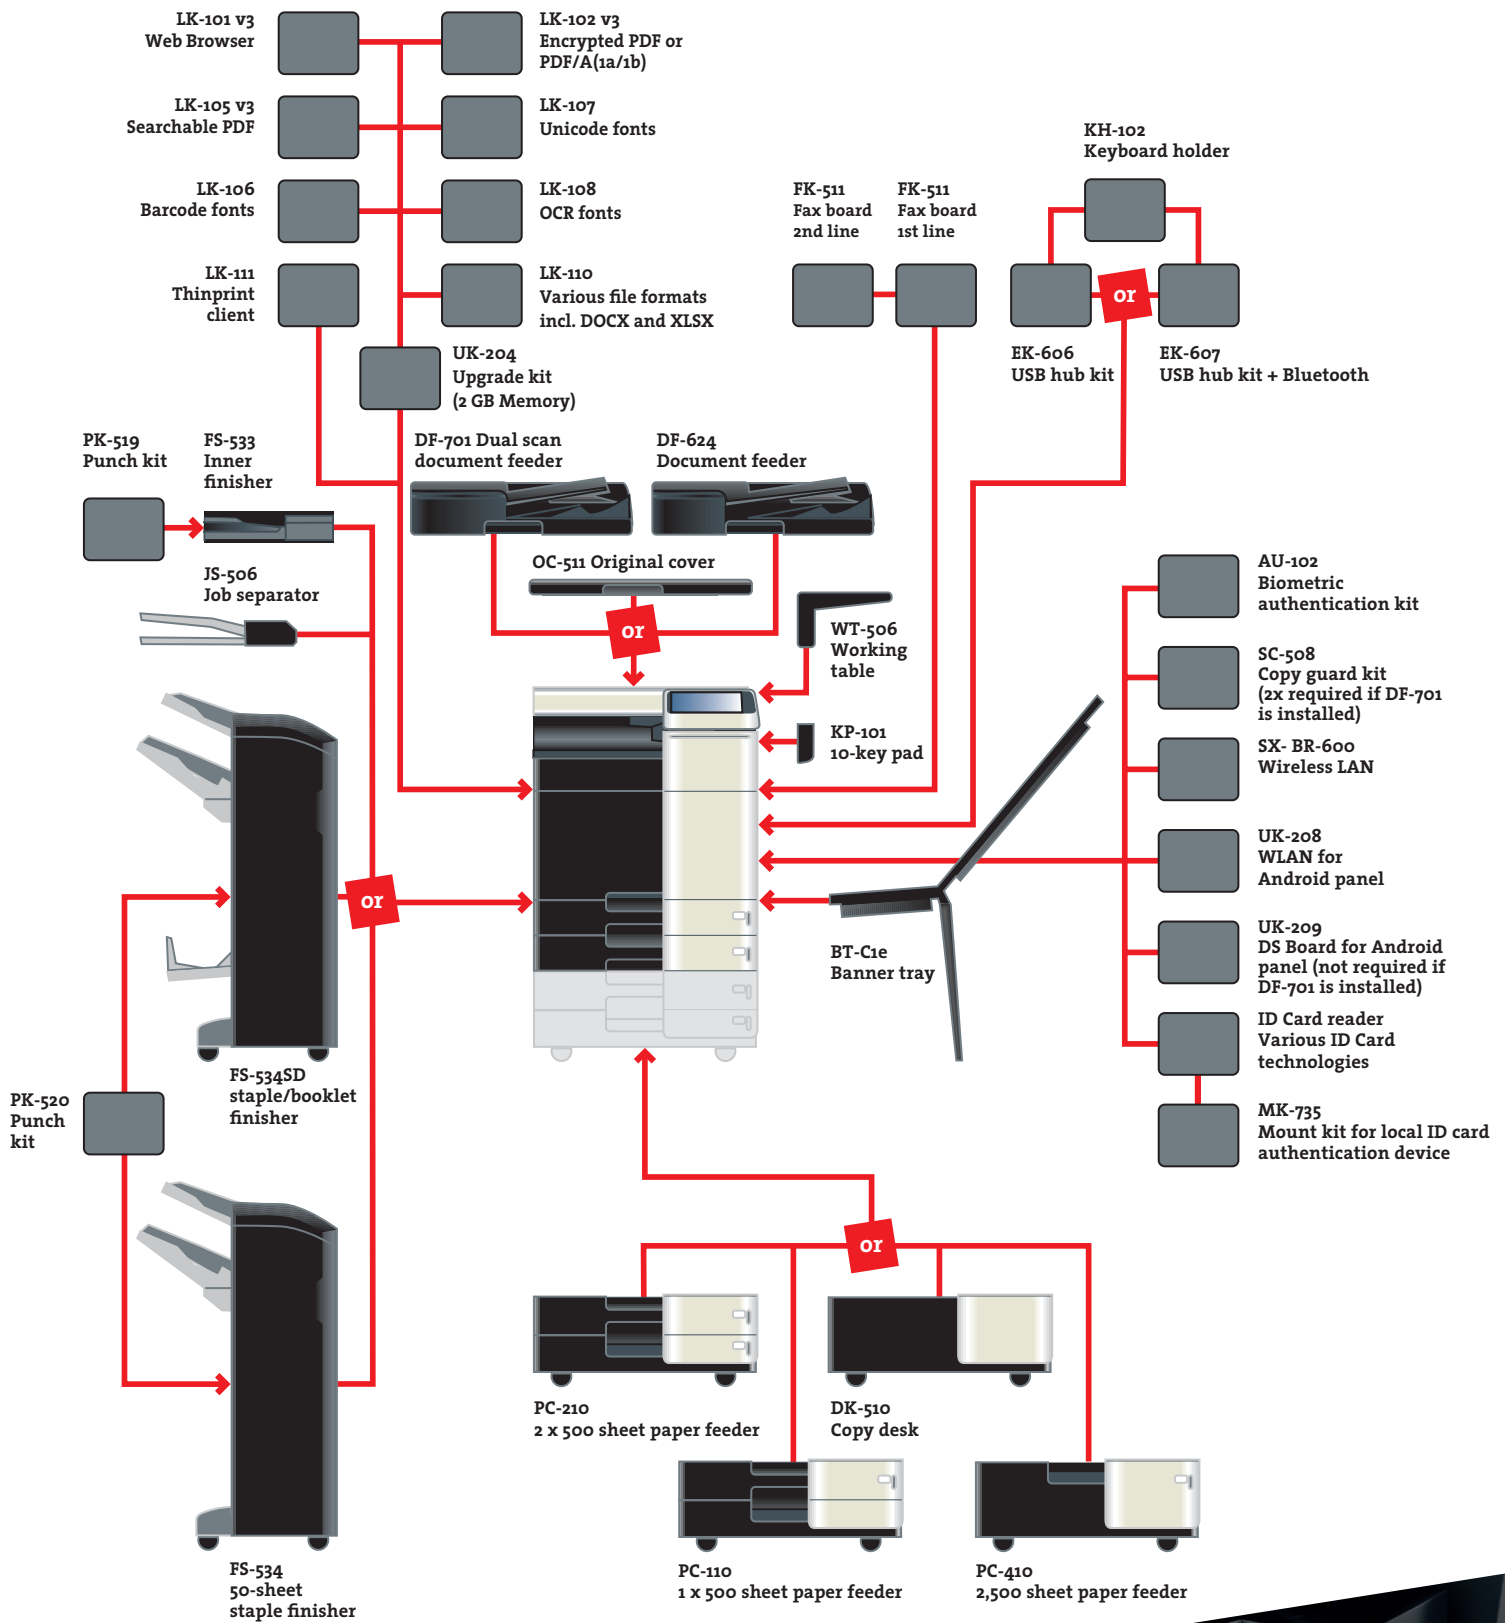 LK-101 v3
Web Browser
LK-102 v3
Encrypted PDF or
PDF/A(1a/1b)
LK-105 v3
Searchable PDF
LK-107
Unicode fonts
LK-106
Barcode fonts
LK-108
OCR fonts
LK-111
Thinprint
client
LK-110
Various file formats
incl. DOCX and XLSX
UK-204
Upgrade kit
(2 GB Memory)
FK-511
Fax board
2nd line
FK-511
Fax board
1st line
KH-102
Keyboard holder
or
EK-606
USB hub kit
EK-607
USB hub kit + Bluetooth
PK-519
Punch kit
FS-533
Inner
finisher
DF-701 Dual scan
document feeder
DF-624
Document feeder
JS-506
Job separator
OC-511 Original cover
or
WT-506
Working
table
KP-101
10-key pad
AU-102
Biometric
authentication kit
SC-508
Copy guard kit
(2x required if DF-701
is installed)
SX- BR-600
Wireless LAN
UK-208
WLAN for
Android panel
UK-209
DS Board for Android
panel (not required if
DF-701 is installed)
ID Card reader
Various ID Card
technologies
MK-735
Mount kit for local ID card
authentication device
or
BT-C1e
Banner tray
FS-534SD
staple/booklet
finisher
PK-520
Punch
kit
or
PC-210
2 x 500 sheet paper feeder
DK-510
Copy desk
FS-534
50-sheet
staple finisher
PC-110
1 x 500 sheet paper feeder
PC-410
2,500 sheet paper feeder